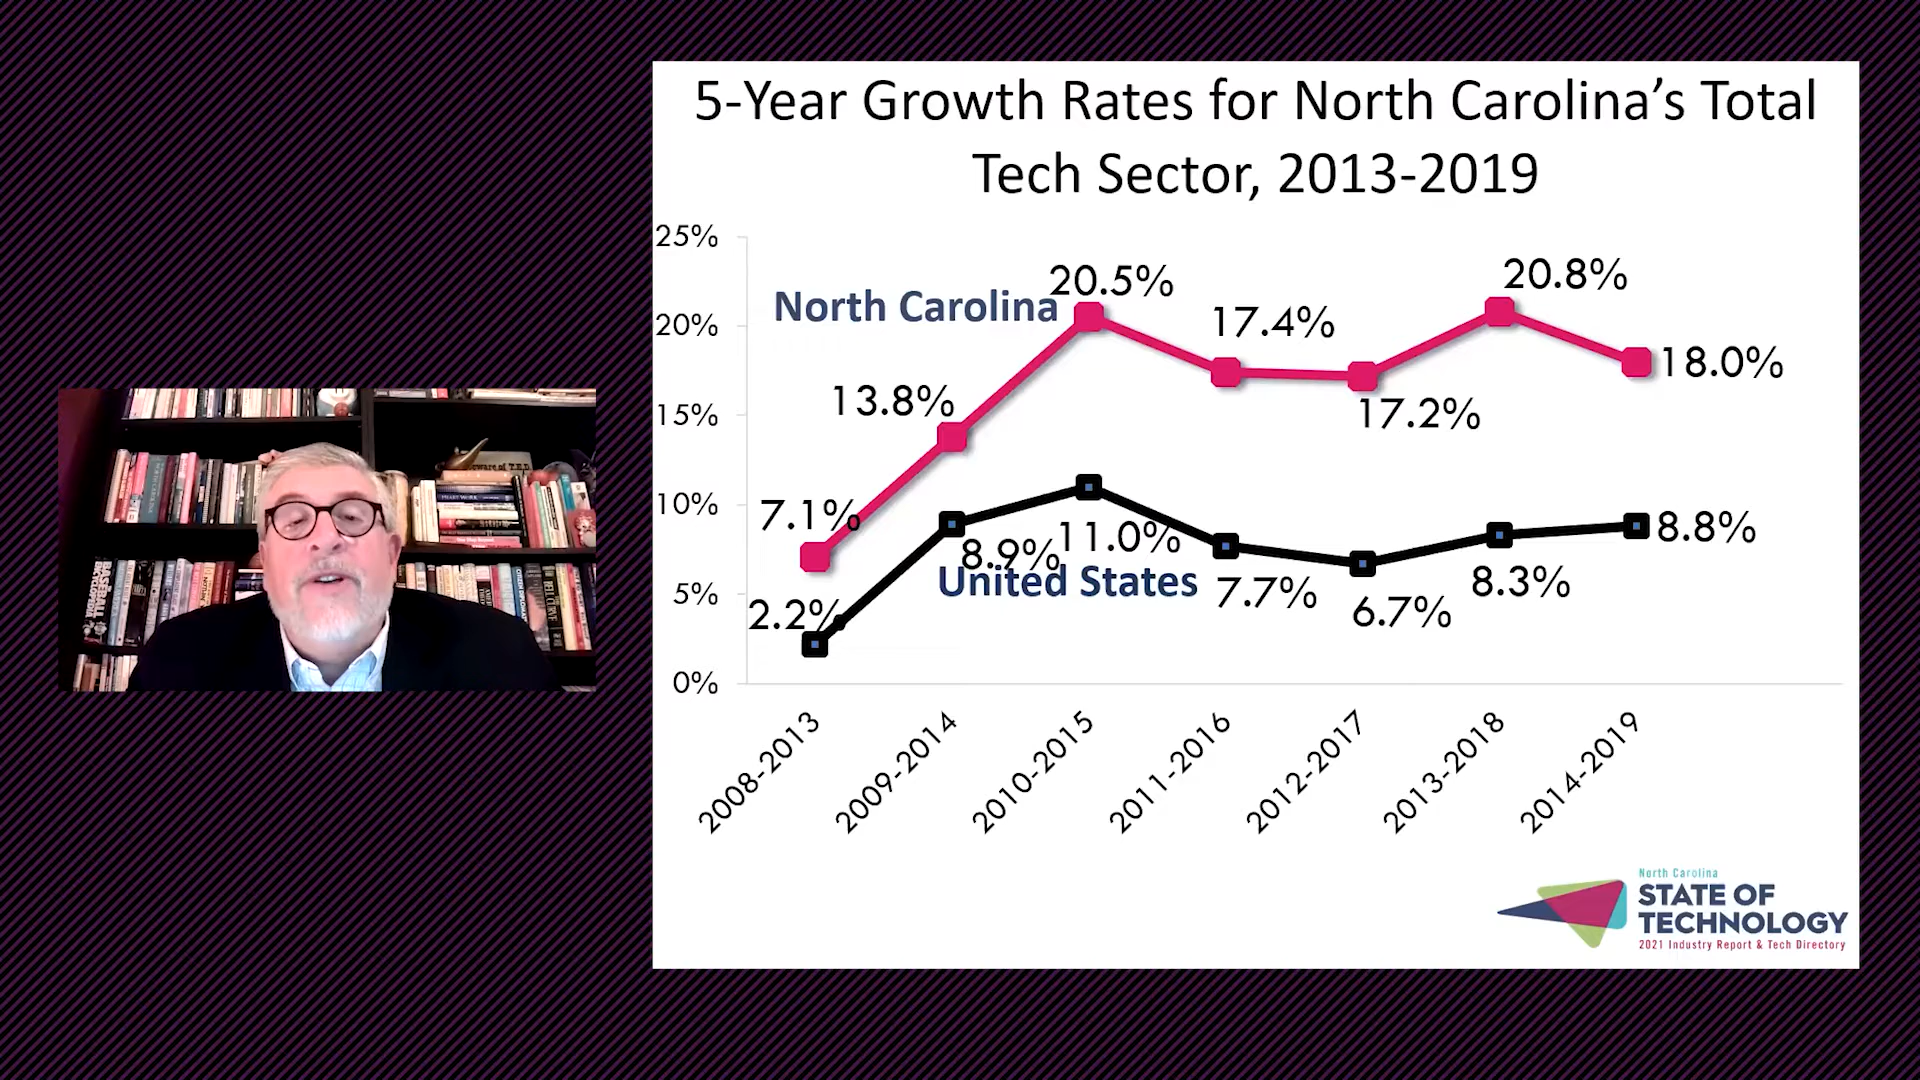 5-Year Growth Rates for North Carolina's Total
Tech Sector, 2013-2019
25%
20%
15%
10%
5%
0%
North Carolina
7.1%
13.8%
20.5%
17.4%
17.2%
20.8%
18.0%
United States
2.2%
8.9%
11.0%
7.7%
6.7%
8.3%
8.8%
2008-2013
2009-2014
2010-2015
2011-2016
2012-2017
2013-2018
2014-2019
North Carolina
STATE OF
TECHNOLOGY
2021 Industry Report & Tech Directory
BASEBALL
ENCYCLOPEDIA